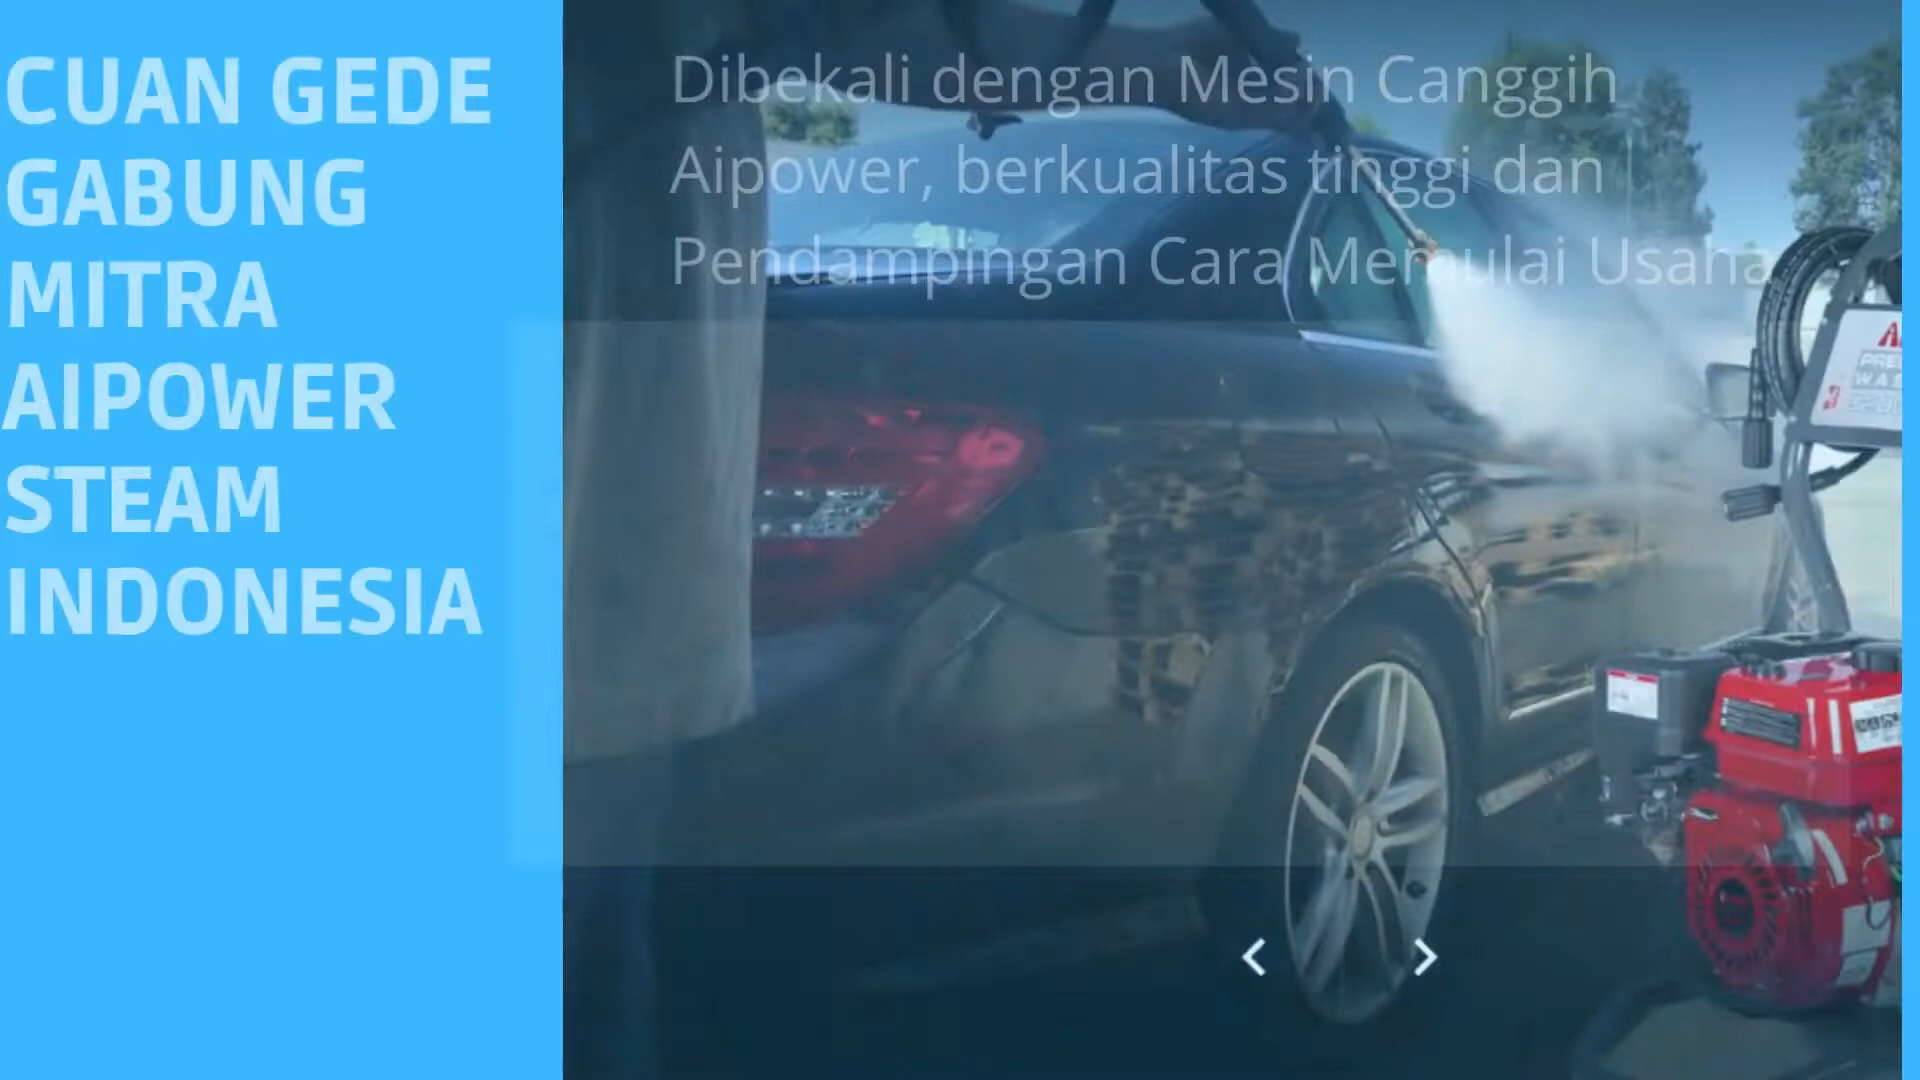 CUAN GEDE
GABUNG
MITRA
AIPOWER
STEAM
INDONESIA
Dibekali dengan Mesin Canggih
Aipower, berkualitas tinggi dan
Pendampingan Cara Memulai Usaha